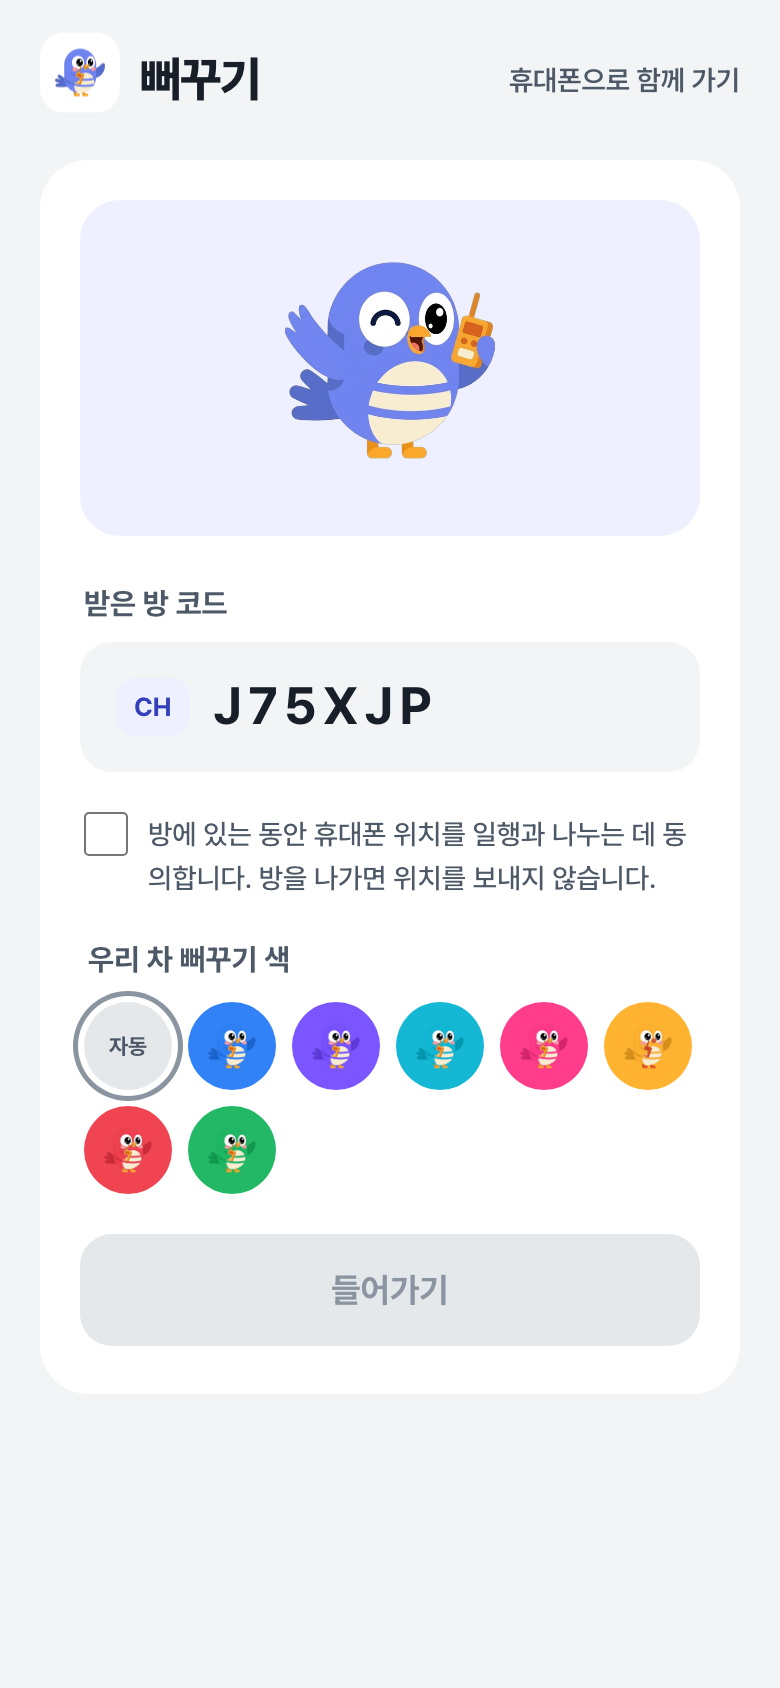 뻐꾸기
휴대폰으로 함께 가기
받은 방 코드
CH J75XJP
방에 있는 동안 휴대폰 위치를 일행과 나누는 데 동
의합니다. 방을 나가면 위치를 보내지 않습니다.
우리 차 뻐꾸기 색
자동
들어가기